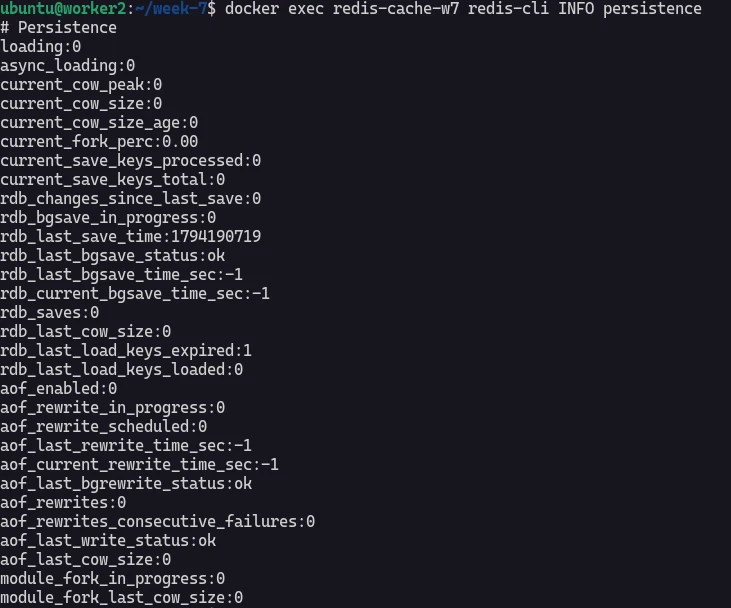 ubuntu@worker2:~/week-7$ docker exec redis-cache-w7 redis-cli INFO persistence
# Persistence
loading:0
async_loading:0
current_cow_peak:0
current_cow_size:0
current_cow_size_age:0
current_fork_perc:0.00
current_save_keys_processed:0
current_save_keys_total:0
rdb_changes_since_last_save:0
rdb_bgsave_in_progress:0
rdb_last_save_time:1794190719
rdb_last_bgsave_status:ok
rdb_last_bgsave_time_sec:-1
rdb_current_bgsave_time_sec:-1
rdb_saves:0
rdb_last_cow_size:0
rdb_last_load_keys_expired:1
rdb_last_load_keys_loaded:0
aof_enabled:0
aof_rewrite_in_progress:0
aof_rewrite_scheduled:0
aof_last_rewrite_time_sec:-1
aof_current_rewrite_time_sec:-1
aof_last_bgrewrite_status:ok
aof_rewrites:0
aof_rewrites_consecutive_failures:0
aof_last_write_status:ok
aof_last_cow_size:0
module_fork_in_progress:0
module_fork_last_cow_size:0